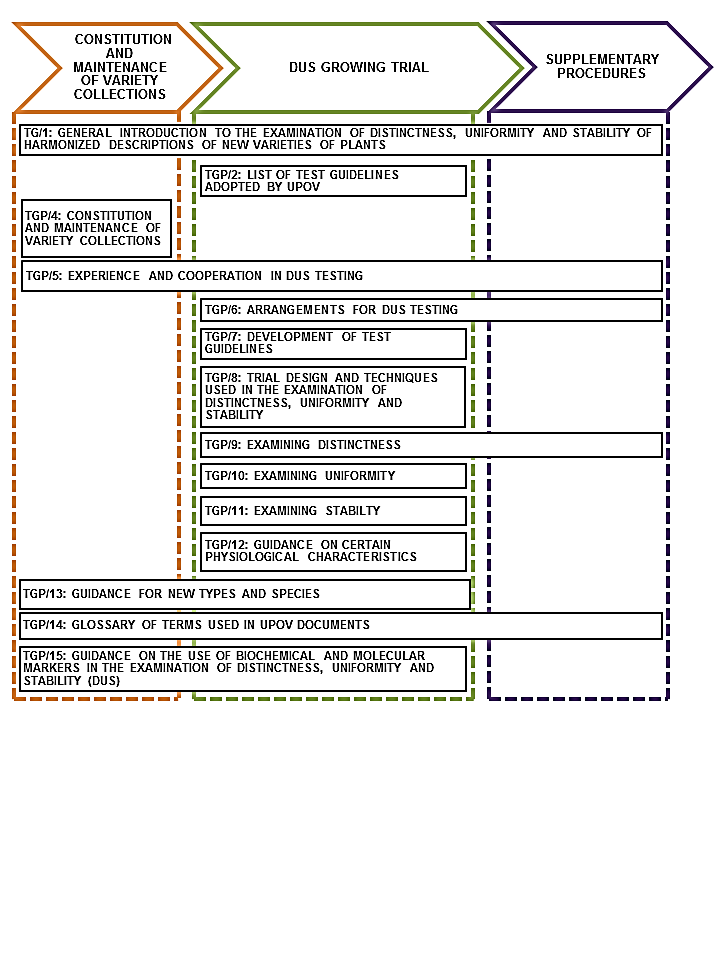 CONSTITUTION
AND
MAINTENANCE
OF VARIETY
COLLECTIONS
DUS GROWING TRIAL
SUPPLEMENTARY
PROCEDURES
TG/1: GENERAL INTRODUCTION TO THE EXAMINATION OF DISTINCTNESS, UNIFORMITY AND STABILITY OF
HARMONIZED DESCRIPTIONS OF NEW VARIETIES OF PLANTS
TGP/2: LIST OF TEST GUIDELINES
ADOPTED BY UPOV
TGP/4: CONSTITUTION
AND MAINTENANCE OF
VARIETY COLLECTIONS
TGP/5: EXPERIENCE AND COOPERATION IN DUS TESTING
TGP/6: ARRANGEMENTS FOR DUS TESTING
TGP/7: DEVELOPMENT OF TEST
GUIDELINES
TGP/8: TRIAL DESIGN AND TECHNIQUES
USED IN THE EXAMINATION OF
DISTINCTNESS, UNIFORMITY AND
STABILITY
TGP/9: EXAMINING DISTINCTNESS
TGP/10: EXAMINING UNIFORMITY
TGP/11: EXAMINING STABILTY
TGP/12: GUIDANCE ON CERTAIN
PHYSIOLOGICAL CHARACTERISTICS
TGP/13: GUIDANCE FOR NEW TYPES AND SPECIES
TGP/14: GLOSSARY OF TERMS USED IN UPOV DOCUMENTS
TGP/15: GUIDANCE ON THE USE OF BIOCHEMICAL AND MOLECULAR
MARKERS IN THE EXAMINATION OF DISTINCTNESS, UNIFORMITY AND
STABILITY (DUS)